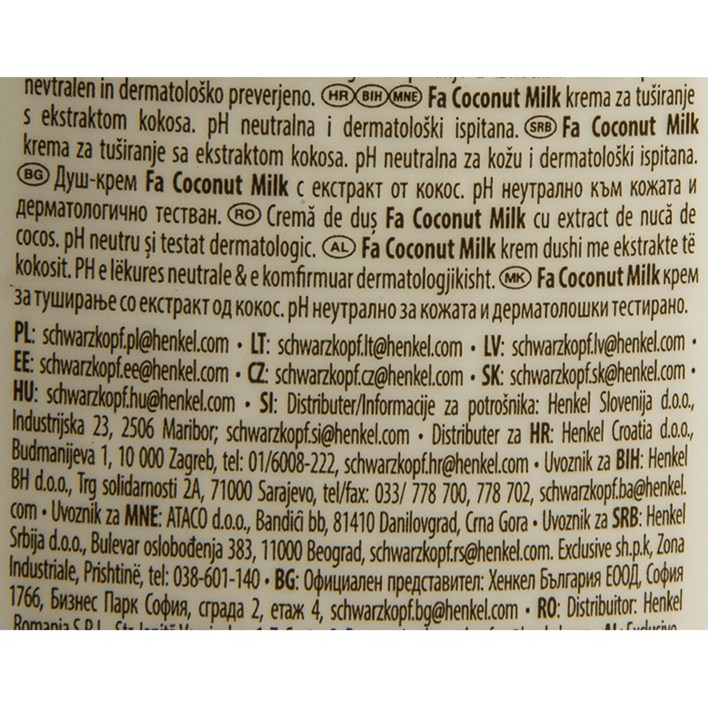 nevtralen in dermatološko preverjeno. HR BIH MNE Fa Coconut Milk krema za tuširanje
s ekstraktom kokosa. pH neutralna i dermatološki ispitana. SRB Fa Coconut Milk
krema za tuširanje sa ekstraktom kokosa. pH neutralna za kožu i dermatološki ispitana.
BG Душ-крем Fa Coconut Milk с екстракт от кокос. pH неутрално към кожата и
дерматологично тестван. RO Cremă de duș Fa Coconut Milk cu extract de nucă de
cocos. pH neutru și testat dermatologic. AL Fa Coconut Milk krem dushi me ekstrakte të
kokosit. PH e lëkures neutrale & e komfirmuar dermatologjikisht. MK Fa Coconut Milk крем
за туширање со екстракт од кокос. pH неутрално за кожата и дерматолошки тестирано.
PL: schwarzkopf.pl@henkel.com • LT: schwarzkopf.lt@henkel.com • LV: schwarzkopf.lv@henkel.com •
EE: schwarzkopf.ee@henkel.com • CZ: schwarzkopf.cz@henkel.com • SK: schwarzkopf.sk@henkel.com •
HU: schwarzkopf.hu@henkel.com • SI: Distributer/Informacije za potrošnika: Henkel Slovenija d.o.o.,
Industrijska 23, 2506 Maribor; schwarzkopf.si@henkel.com • Distributer za HR: Henkel Croatia d.o.o.,
Budmanijeva 1, 10 000 Zagreb, tel: 01/6008-222, schwarzkopf.hr@henkel.com • Uvoznik za BIH: Henkel
BH d.o.o., Trg solidarnosti 2A, 71000 Sarajevo, tel/fax: 033/ 778 700, 778 702, schwarzkopf.ba@henkel.
com • Uvoznik za MNE: ATACO d.o.o., Bandići bb, 81410 Danilovgrad, Crna Gora • Uvoznik za SRB: Henkel
Srbija d.o.o., Bulevar oslobođenja 383, 11000 Beograd, schwarzkopf.rs@henkel.com. Exclusive sh.p.k, Zona
Industriale, Prishtinë, tel: 038-601-140 • BG: Официален представител: Хенкел България ЕООД, София
1766, Бизнес Парк София, сграда 2, етаж 4, schwarzkopf.bg@henkel.com • RO: Distribuitor: Henkel
Romania S.R.L.